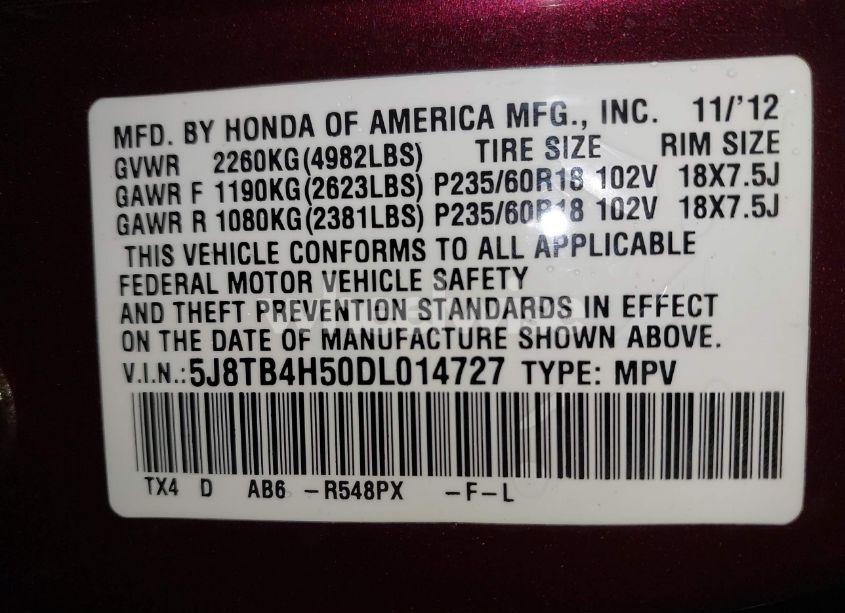 MFD. BY HONDA OF AMERICA MFG., INC. 11/'12
GVWR 2260KG(4982LBS) TIRE SIZE RIM SIZE
GAWR F 1190KG(2623LBS) P235/60R18 102V 18X7.5J
GAWR R 1080KG(2381LBS) P235/60R18 102V 18X7.5J
THIS VEHICLE CONFORMS TO ALL APPLICABLE
FEDERAL MOTOR VEHICLE SAFETY
AND THEFT PREVENTION STANDARDS IN EFFECT
ON THE DATE OF MANUFACTURE SHOWN ABOVE.
V.I.N.:5J8TB4H50DL014727 TYPE: MPV
TX4 D AB6 -R548PX -F-L